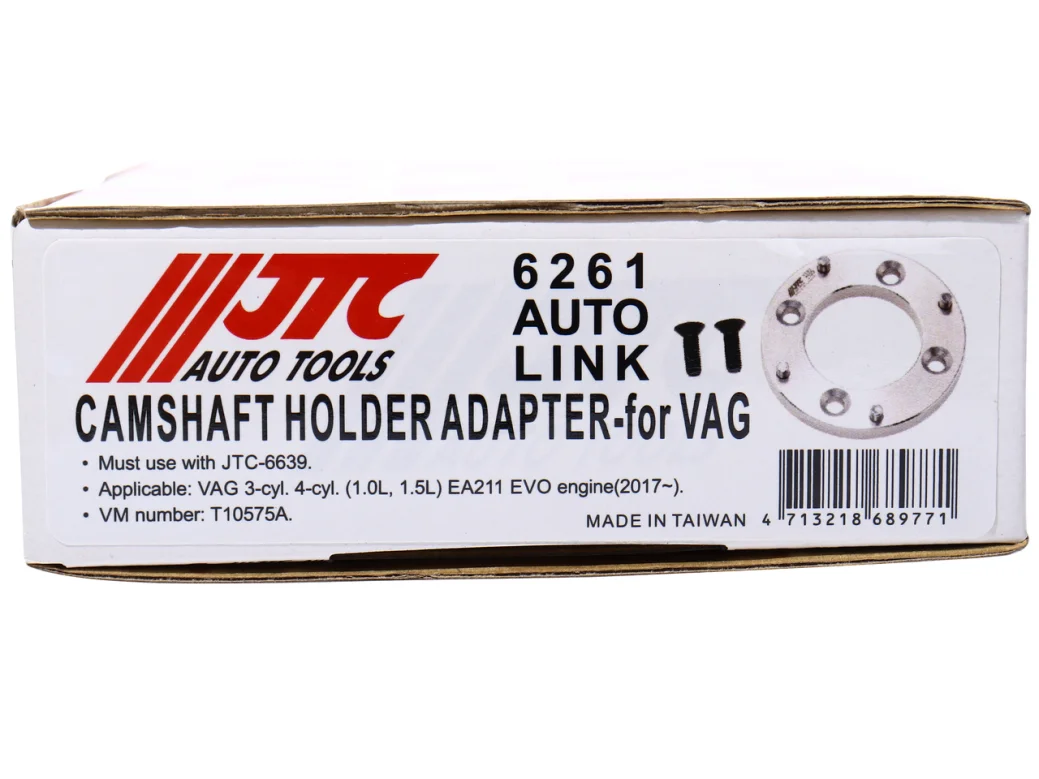 JTC
AUTO TOOLS
6261
AUTO
LINK
CAMSHAFT HOLDER ADAPTER-for VAG
• Must use with JTC-6639.
• Applicable: VAG 3-cyl. 4-cyl. (1.0L, 1.5L) EA211 EVO engine(2017~).
• VM number: T10575A.
MADE IN TAIWAN
4 713218 689771